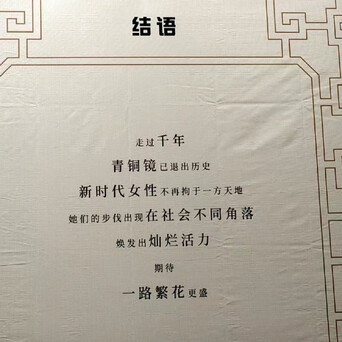 结语
走过千年
青铜镜已退出历史
新时代女性不再拘于一方天地
她们的步伐出现在社会不同角落
焕发出灿烂活力
期待
一路繁花更盛